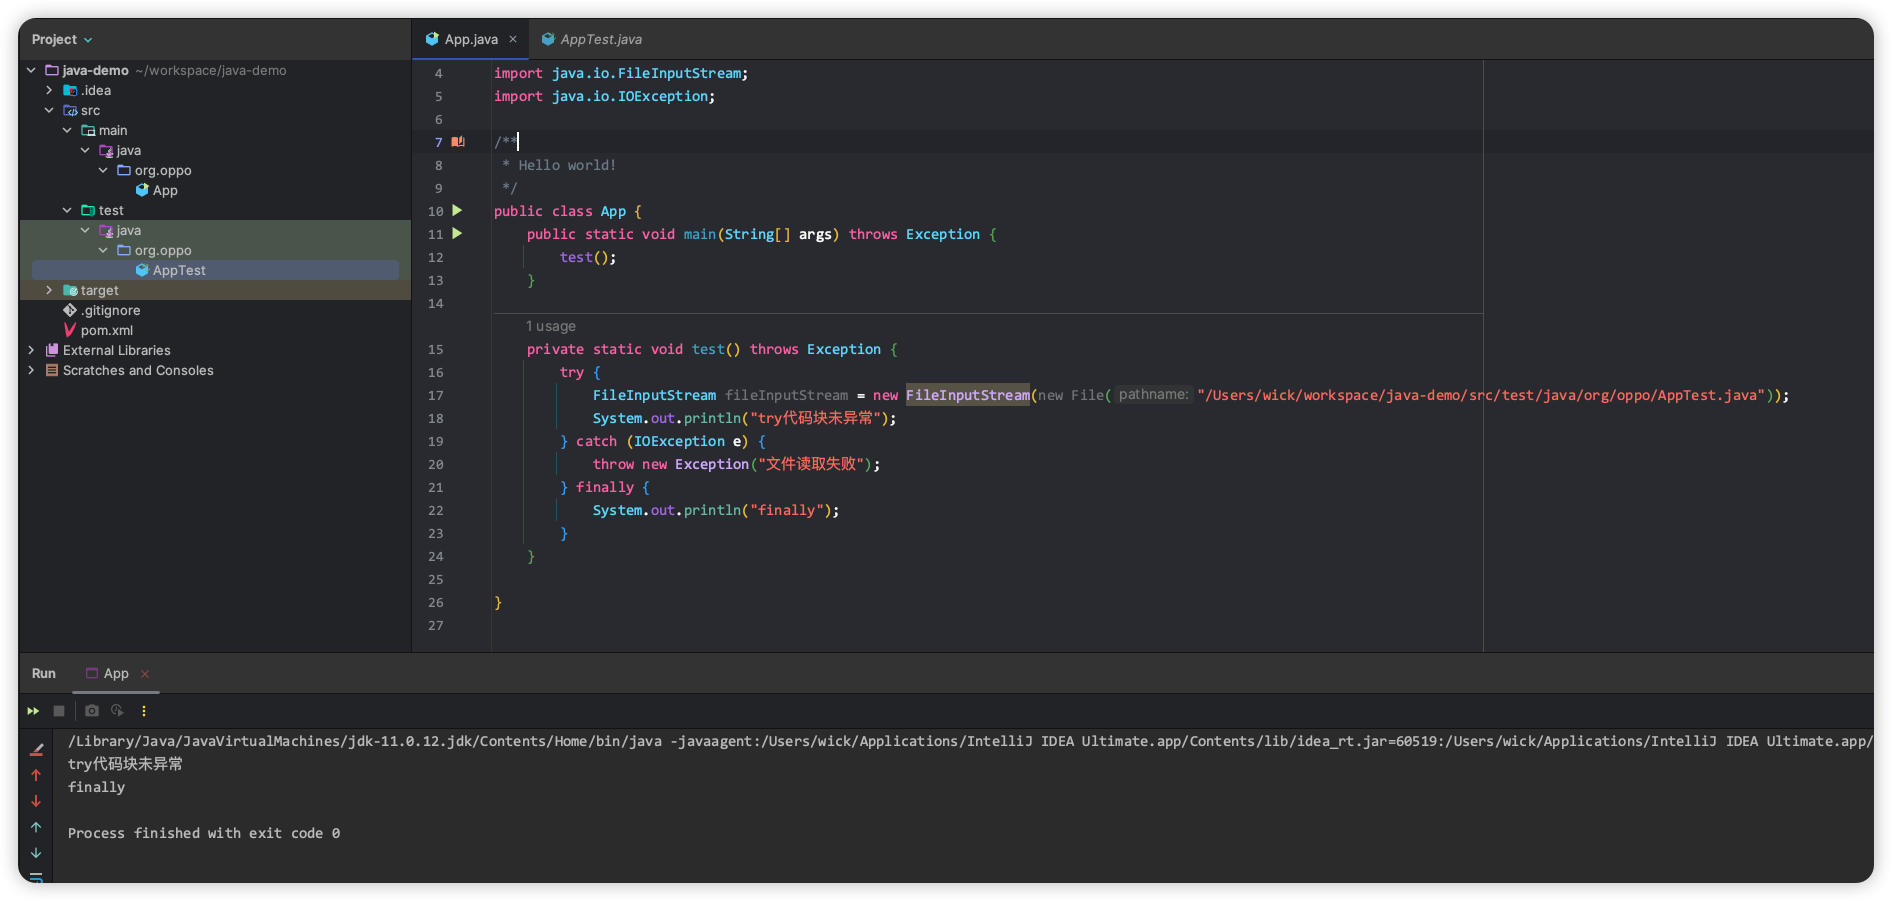 Project
java-demo ~/workspace/java-demo
.idea
src
main
java
org.oppo
App
test
java
org.oppo
AppTest
target
.gitignore
pom.xml
External Libraries
Scratches and Consoles
App.java
AppTest.java
4 import java.io.FileInputStream;
5 import java.io.IOException;
6
7 /**
8 * Hello world!
9 */
10 public class App {
11 public static void main(String[] args) throws Exception {
12 test();
13 }
14
1 usage
15 private static void test() throws Exception {
16 try {
17 FileInputStream fileInputStream = new FileInputStream(new File( pathname: "/Users/wick/workspace/java-demo/src/test/java/org/oppo/AppTest.java"));
18 System.out.println("try代码块未异常");
19 } catch (IOException e) {
20 throw new Exception("文件读取失败");
21 } finally {
22 System.out.println("finally");
23 }
24 }
25
26 }
27
Run App
/Library/Java/JavaVirtualMachines/jdk-11.0.12.jdk/Contents/Home/bin/java -javaagent:/Users/wick/Applications/IntelliJ IDEA Ultimate.app/Contents/lib/idea_rt.jar=60519:/Users/wick/Applications/IntelliJ IDEA Ultimate.app/
try代码块未异常
finally
Process finished with exit code 0